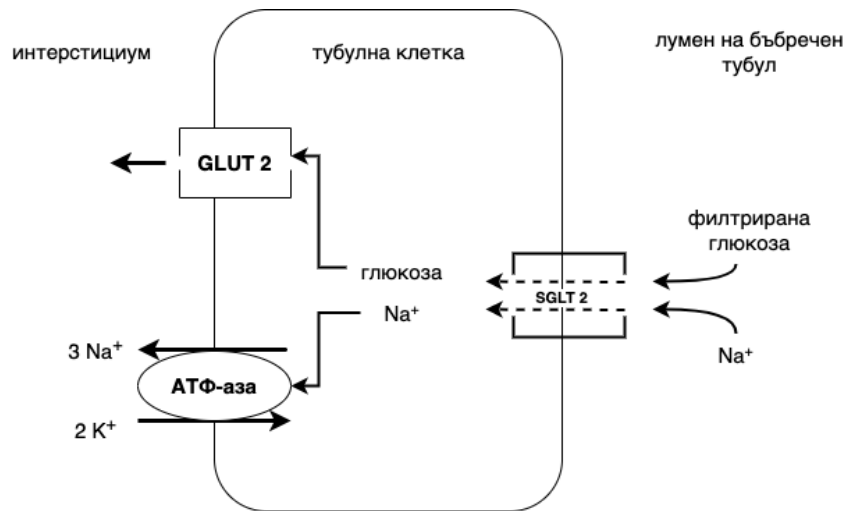 интерстициум
тубулна клетка
лумен на бъбречен
тубул
GLUT 2
филтрирана
глюкоза
глюкоза
SGLT 2
Na⁺
Na⁺
3 Na⁺
АТФ-аза
2 K⁺